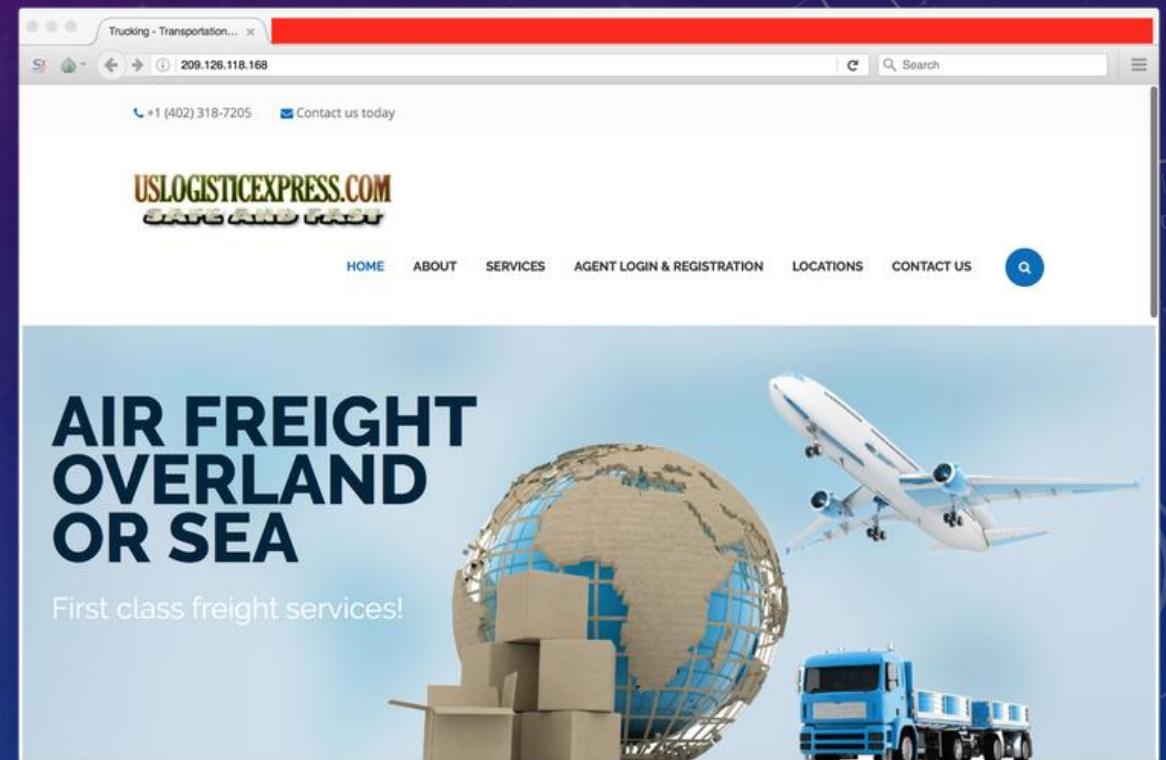 Trucking - Transportation... ×
S!
209.126.118.168
Search
+1 (402) 318-7205 Contact us today
USLOGISTICEXPRESS.COM
SAFE AND FAST
HOME ABOUT SERVICES AGENT LOGIN & REGISTRATION LOCATIONS CONTACT US
AIR FREIGHT
OVERLAND
OR SEA
First class freight services!